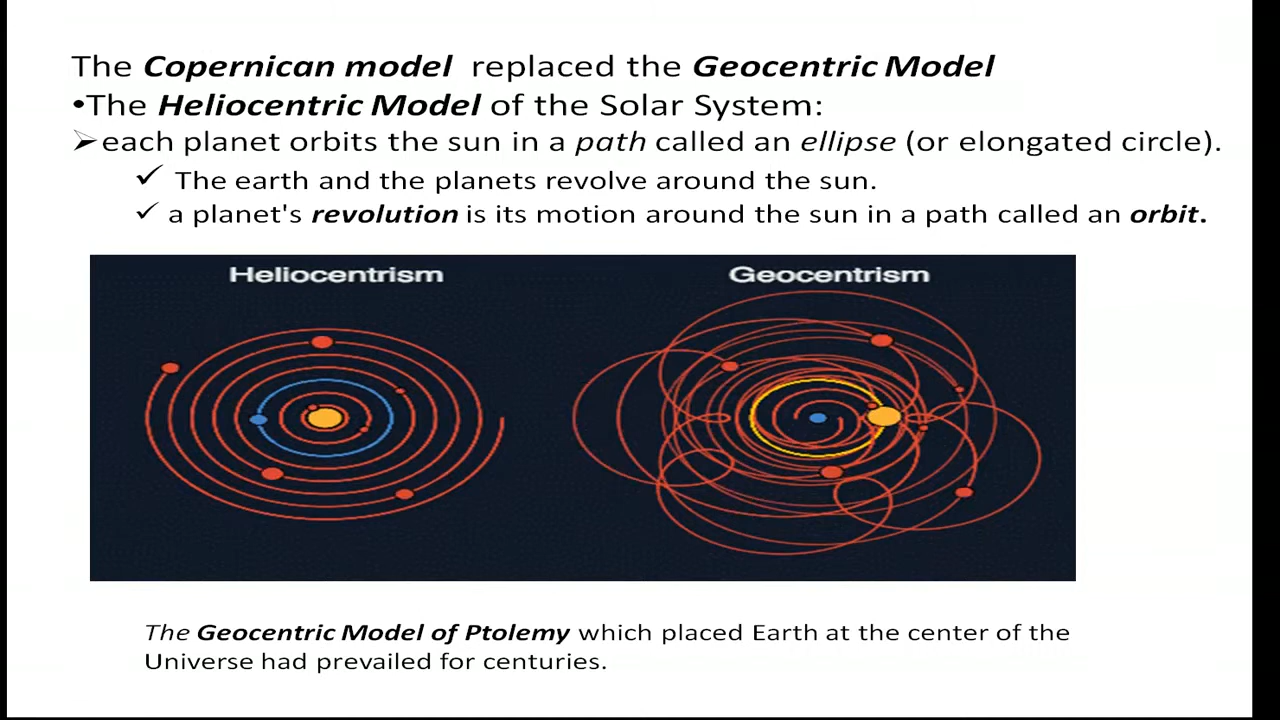 The Copernican model replaced the Geocentric Model
•The Heliocentric Model of the Solar System:
➢each planet orbits the sun in a path called an ellipse (or elongated circle).
✓ The earth and the planets revolve around the sun.
✓ a planet's revolution is its motion around the sun in a path called an orbit.
Heliocentrism Geocentrism
The Geocentric Model of Ptolemy which placed Earth at the center of the
Universe had prevailed for centuries.